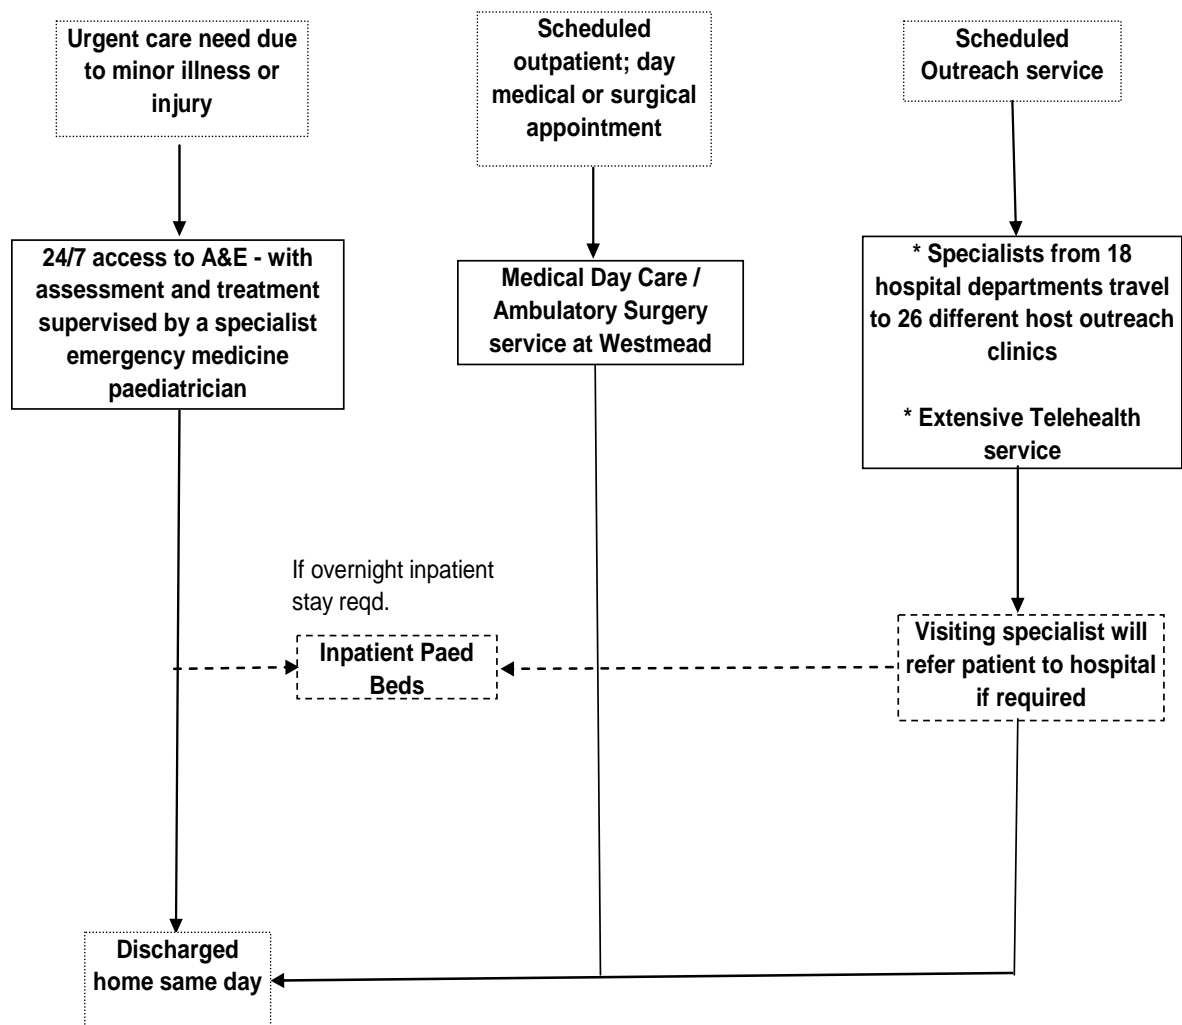 Urgent care need due
to minor illness or
injury
Scheduled
outpatient; day
medical or surgical
appointment
Scheduled
Outreach service
24/7 access to A&E - with
assessment and treatment
supervised by a specialist
emergency medicine
paediatrician
Medical Day Care /
Ambulatory Surgery
service at Westmead
* Specialists from 18
hospital departments travel
to 26 different host outreach
clinics
* Extensive Telehealth
service
If overnight inpatient
stay reqd.
Inpatient Paed
Beds
Visiting specialist will
refer patient to hospital
if required
Discharged
home same day